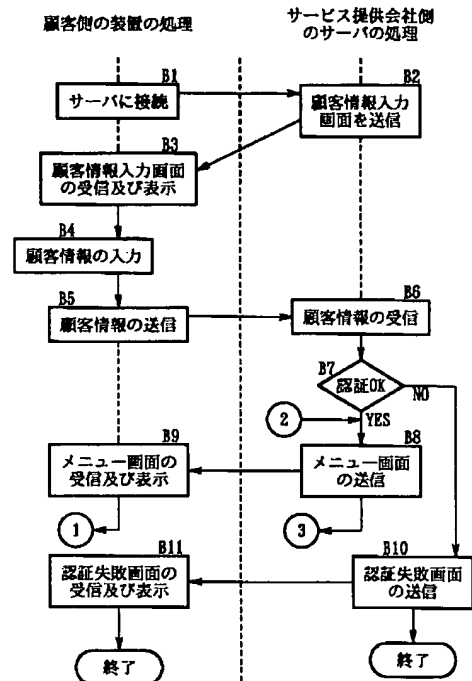 顧客側の装置の処理
サービス提供会社側
のサーバの処理
B1
サーバに接続
B2
顧客情報入力
画面を送信
B3
顧客情報入力画面
の受信及び表示
B4
顧客情報の入力
B5
顧客情報の送信
B6
顧客情報の受信
B7
認証OK
NO
YES
2
B8
メニュー画面
の送信
B9
メニュー画面の
受信及び表示
1
3
B10
認証失敗画面
の送信
B11
認証失敗画面の
受信及び表示
終了
終了